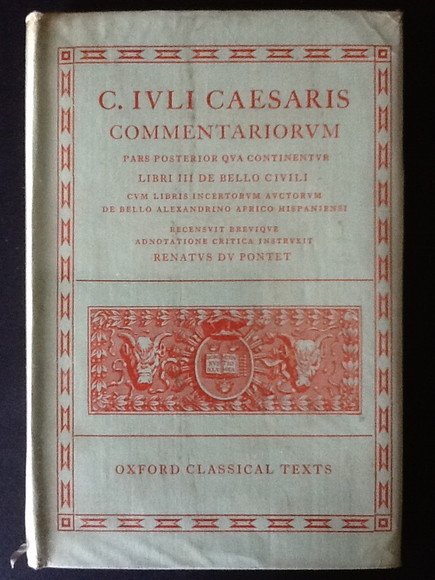 C. IVLI CAESARIS
COMMENTARIORVM
PARS POSTERIOR QVA CONTINENTVR
LIBRI III DE BELLO CIVILI
CVM LIBRIS INCERTORVM AVCTORVM
DE BELLO ALEXANDRINO AFRICO HISPANIENSI
RECENSVIT BREVIQVE
ADNOTATIONE CRITICA INSTRVXIT
RENATVS DV PONTET
OXFORD CLASSICAL TEXTS